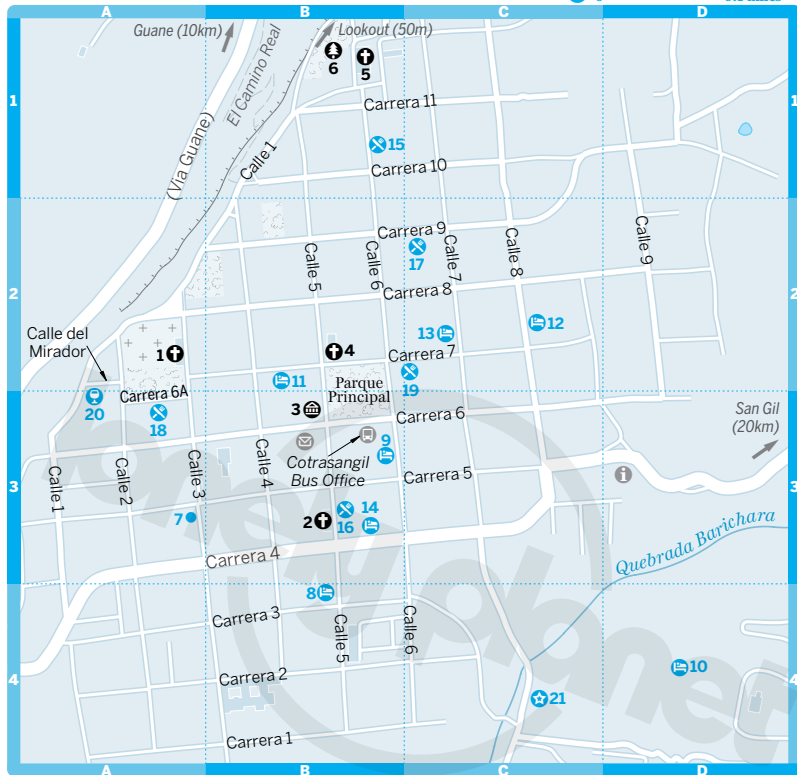 A
B
C
D
Guane (10km)
Lookout (50m)
El Camino Real
6
5
1
1
Carrera 11
Calle 1
15
Carrera 10
(Via Guane)
Carrera 9
Calle 5
Calle 6
17
Calle 7
Calle 8
Calle 9
2
2
Carrera 8
Calle del
Mirador
1
4
13
12
Carrera 7
11
Parque
Principal
19
20
Carrera 6A
18
3
Carrera 6
San Gil
(20km)
9
Cotrasangil
Bus Office
i
Calle 1
Calle 2
Calle 3
Calle 4
Carrera 5
3
3
7
2
16
14
Quebrada Barichara
Carrera 4
8
Carrera 3
Calle 5
Calle 6
lonely planet
4
4
Carrera 2
10
21
Carrera 1
A
B
C
D